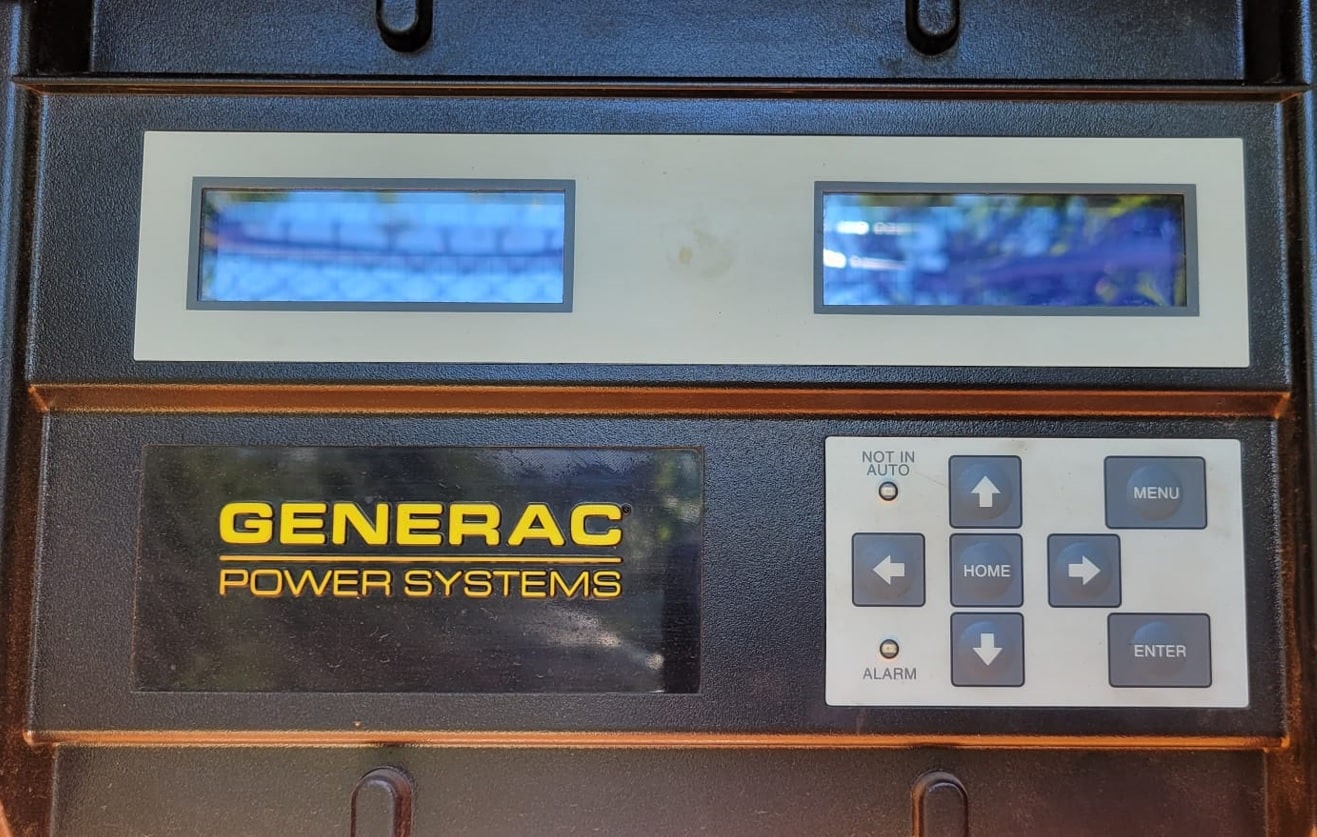 GENERAC
POWER SYSTEMS
NOT IN
AUTO
MENU
HOME
ENTER
ALARM